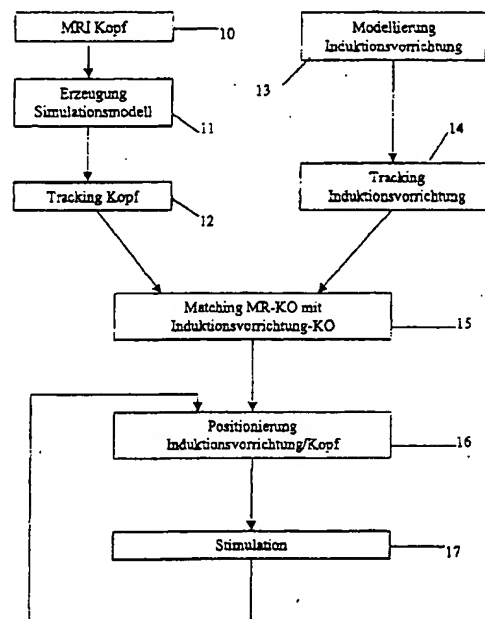 MRI Kopf
10
Modellierung
Induktionsvorrichtung
13
Erzeugung
Simulationsmodell
11
14
Tracking Kopf
12
Tracking
Induktionsvorrichtung
Matching MR-KO mit
Induktionsvorrichtung-KO
15
Positionierung
Induktionsvorrichtung/Kopf
16
Stimulation
17